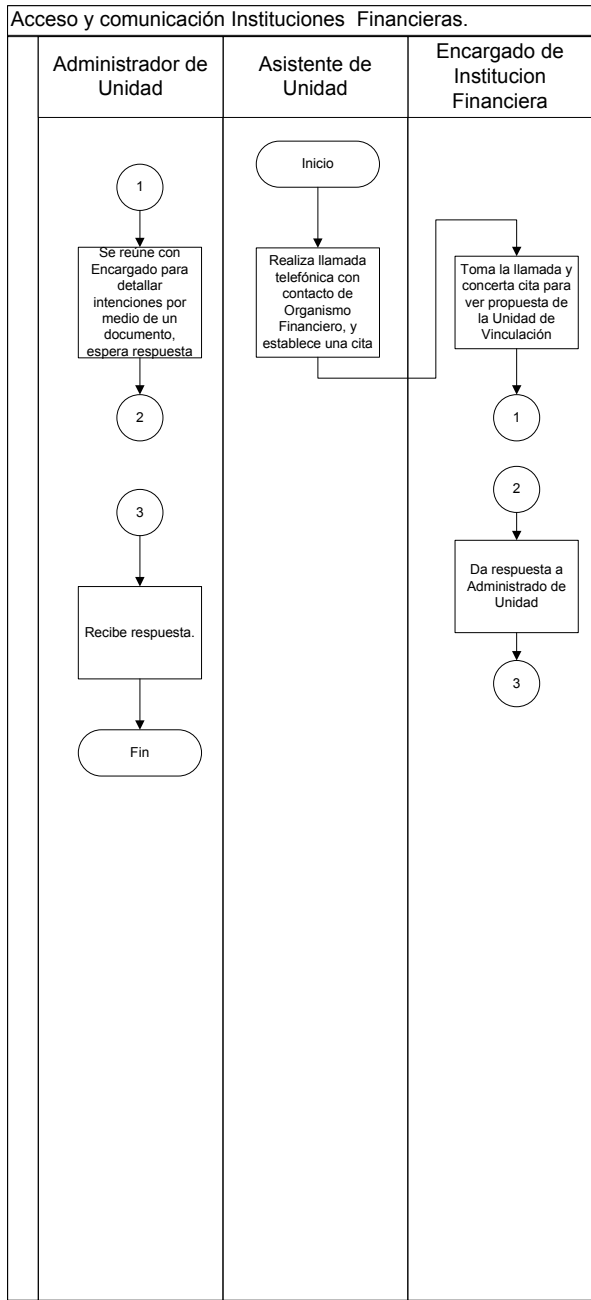 Acceso y comunicación Instituciones Financieras.
Administrador de
Unidad
Asistente de
Unidad
Encargado de
Institucion
Financiera
1
Se reúne con
Encargado para
detallar
intenciones por
medio de un
documento,
espera respuesta
2
3
Recibe respuesta.
Fin
Inicio
Realiza llamada
telefónica con
contacto de
Organismo
Financiero, y
establece una cita
Toma la llamada y
concerta cita para
ver propuesta de
la Unidad de
Vinculación
1
2
Da respuesta a
Administrado de
Unidad
3